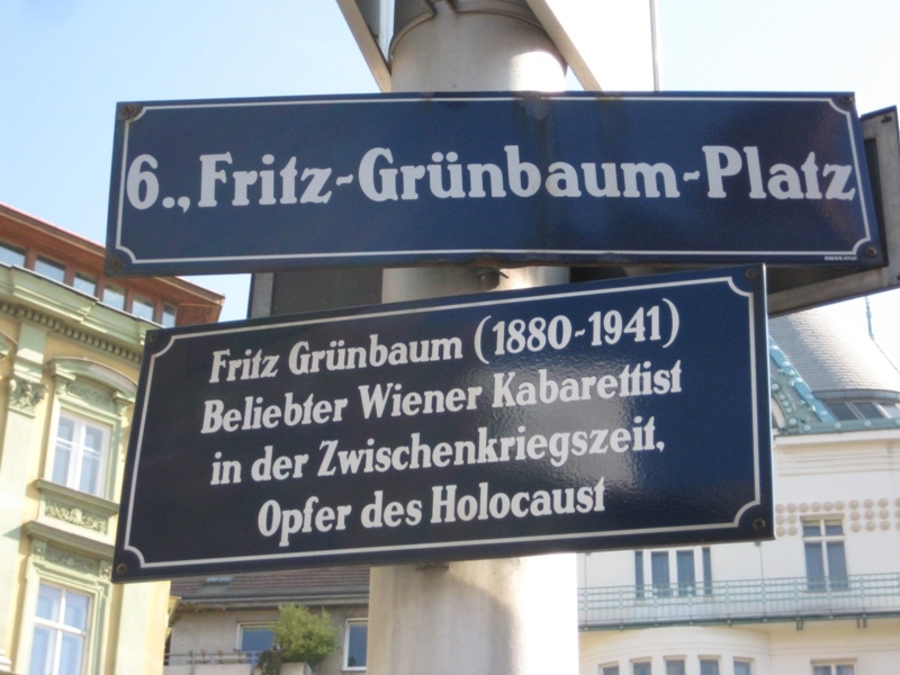 6., Fritz-Grünbaum-Platz
Fritz Grünbaum (1880-1941)
Beliebter Wiener Kabarettist
in der Zwischenkriegszeit,
Opfer des Holocaust